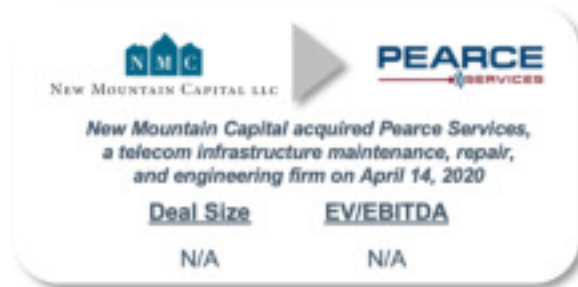 NMC
NEW MOUNTAIN CAPITAL LLC
PEARCE
SERVICES
New Mountain Capital acquired Pearce Services,
a telecom infrastructure maintenance, repair,
and engineering firm on April 14, 2020
Deal Size EV/EBITDA
N/A N/A